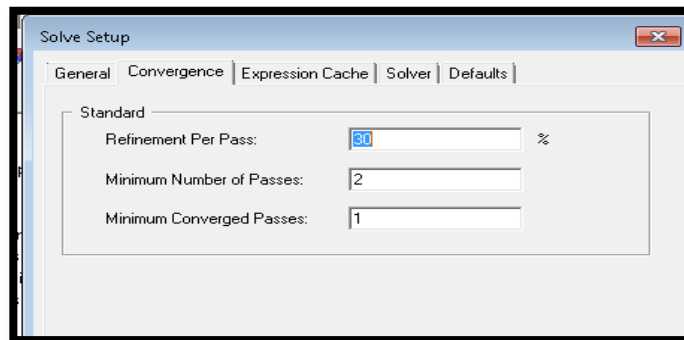 Solve Setup
General Convergence Expression Cache Solver Defaults
Standard
Refinement Per Pass: 30 %
Minimum Number of Passes: 2
Minimum Converged Passes: 1